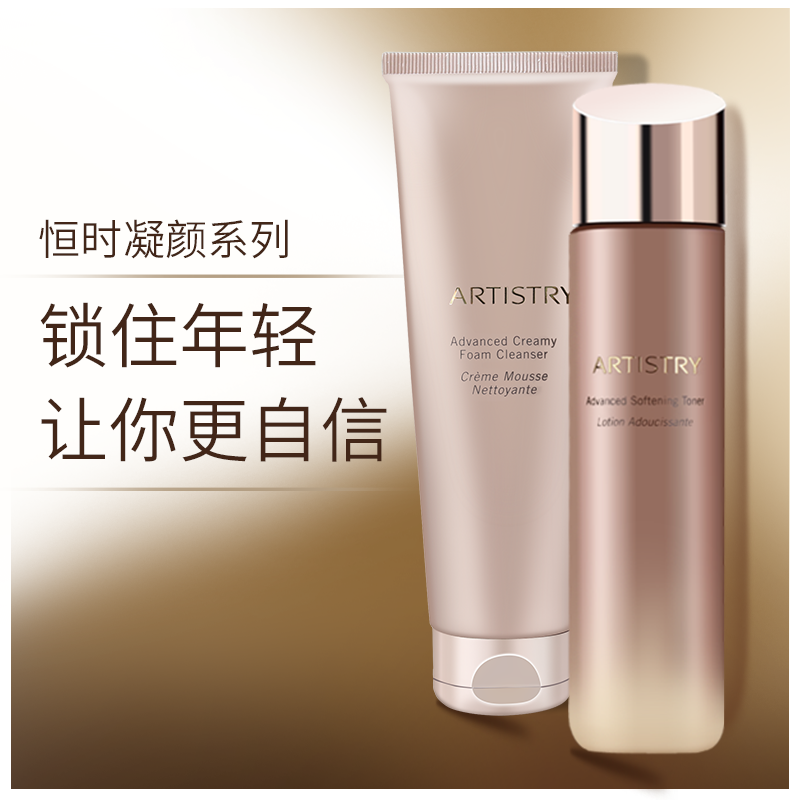 恒时凝颜系列
锁住年轻
让你更自信
ARTISTRY
Advanced Creamy
Foam Cleanser
Crème Mousse
Nettoyante
ARTISTRY
Advanced Softening Toner
Lotion Adoucissante